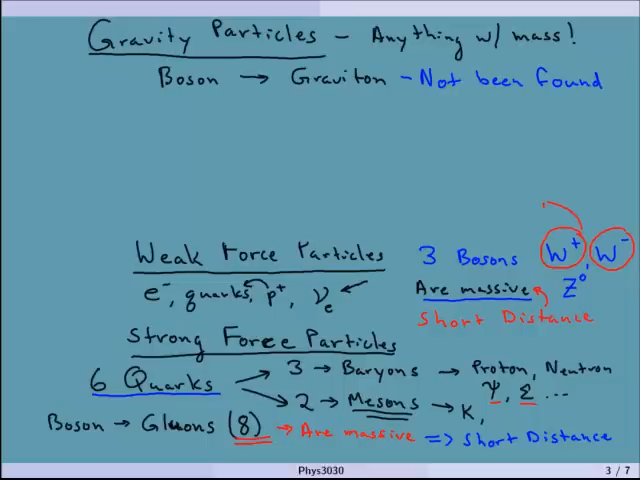 Gravity Particles - Anything w/ mass!
Boson → Graviton - Not been found
Weak Force Particles 3 Bosons W+, W-
Z0
e-, quarks, p+, νe Are massive
Short Distance
Strong Force Particles
6 Quarks 3 → Baryons → Proton, Neutron
Ψ, Σ ...
2 → Mesons → K,
Boson → Gluons (8) → Are massive => Short Distance
Phys3030 3 / 7